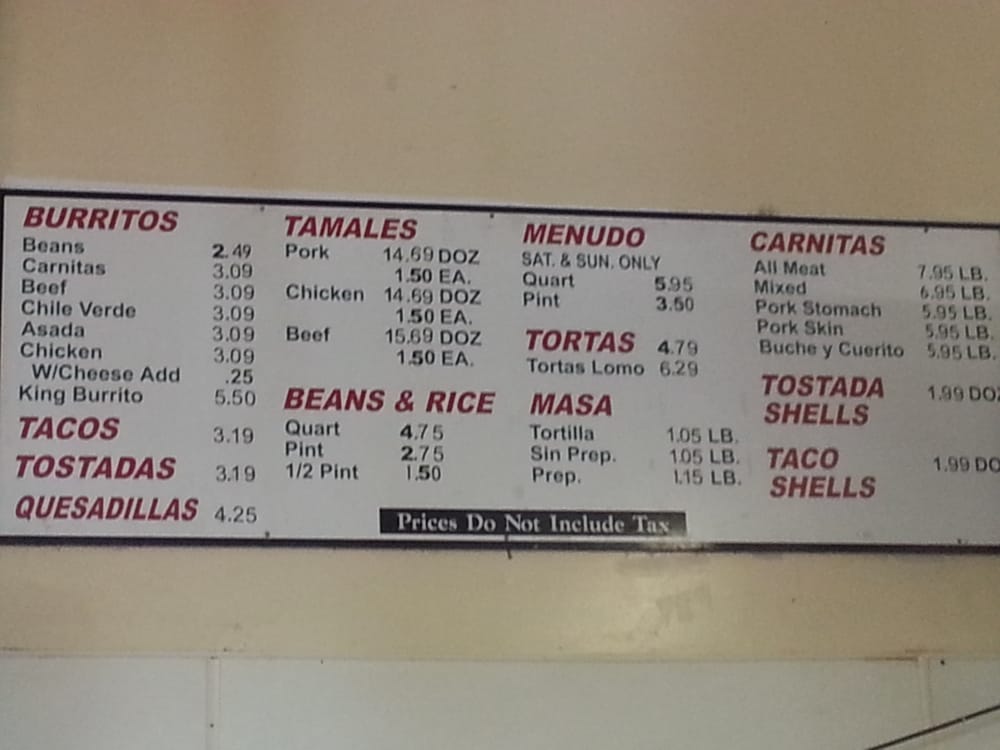 BURRITOS
Beans 2.49
Carnitas 3.09
Beef 3.09
Chile Verde 3.09
Asada 3.09
Chicken 3.09
W/Cheese Add .25
King Burrito 5.50
TACOS 3.19
TOSTADAS 3.19
QUESADILLAS 4.25
TAMALES
Pork 14.69 DOZ
1.50 EA.
Chicken 14.69 DOZ
1.50 EA.
Beef 15.69 DOZ
1.50 EA.
BEANS & RICE
Quart 4.75
Pint 2.75
1/2 Pint 1.50
MENUDO
SAT. & SUN. ONLY
Quart 5.95
Pint 3.50
TORTAS 4.79
Tortas Lomo 6.29
MASA
Tortilla 1.05 LB.
Sin Prep. 1.05 LB.
Prep. 1.15 LB.
CARNITAS
All Meat 7.95 LB.
Mixed 6.95 LB.
Pork Stomach 5.95 LB.
Pork Skin 5.95 LB.
Buche y Cuerito 5.95 LB.
TOSTADA 1.99 DOZ
SHELLS
TACO 1.99 DO
SHELLS
Prices Do Not Include Tax